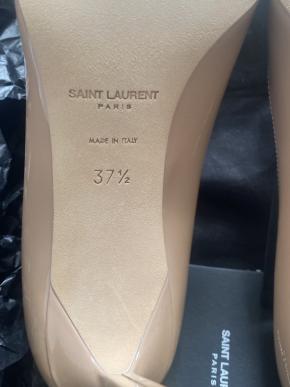 SAINT LAURENT
PARIS
MADE IN ITALY
37½
SAINT LAURENT
PARIS